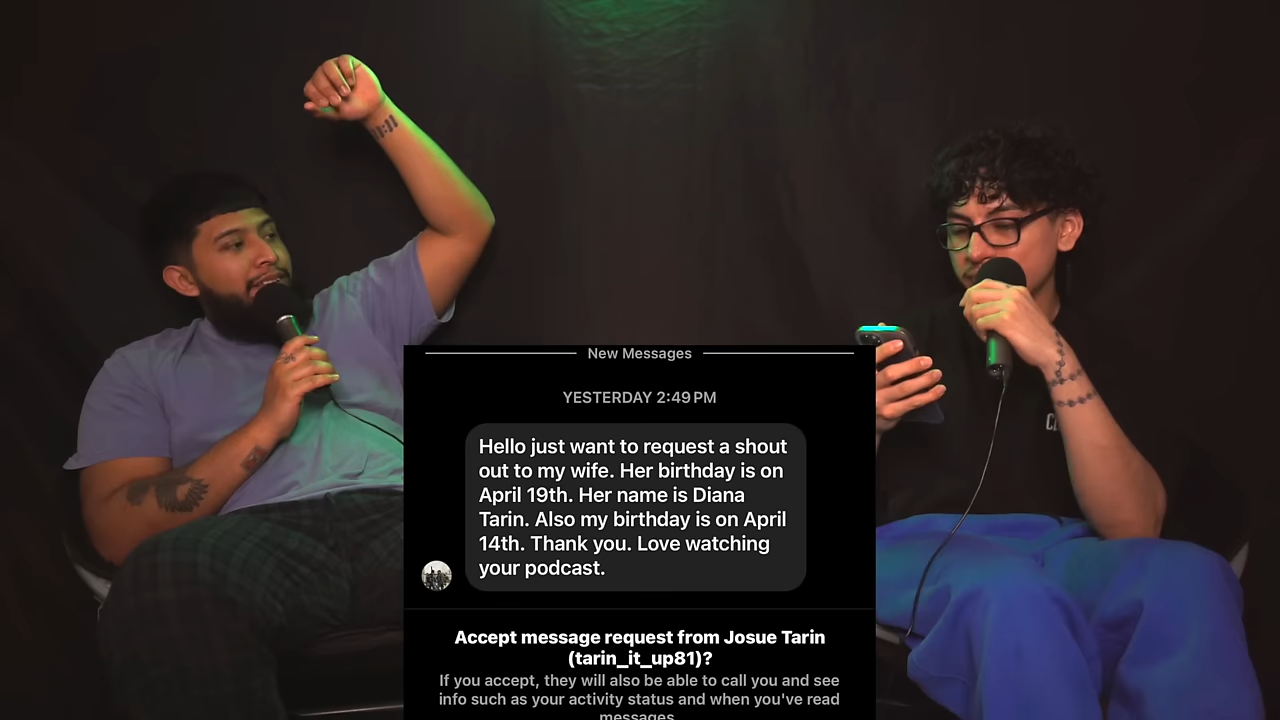 11:11
New Messages
YESTERDAY 2:49 PM
Hello just want to request a shout
out to my wife. Her birthday is on
April 19th. Her name is Diana
Tarin. Also my birthday is on April
14th. Thank you. Love watching
your podcast.
Accept message request from Josue Tarin
(tarin_it_up81)?
If you accept, they will also be able to call you and see
info such as your activity status and when you've read
messages.